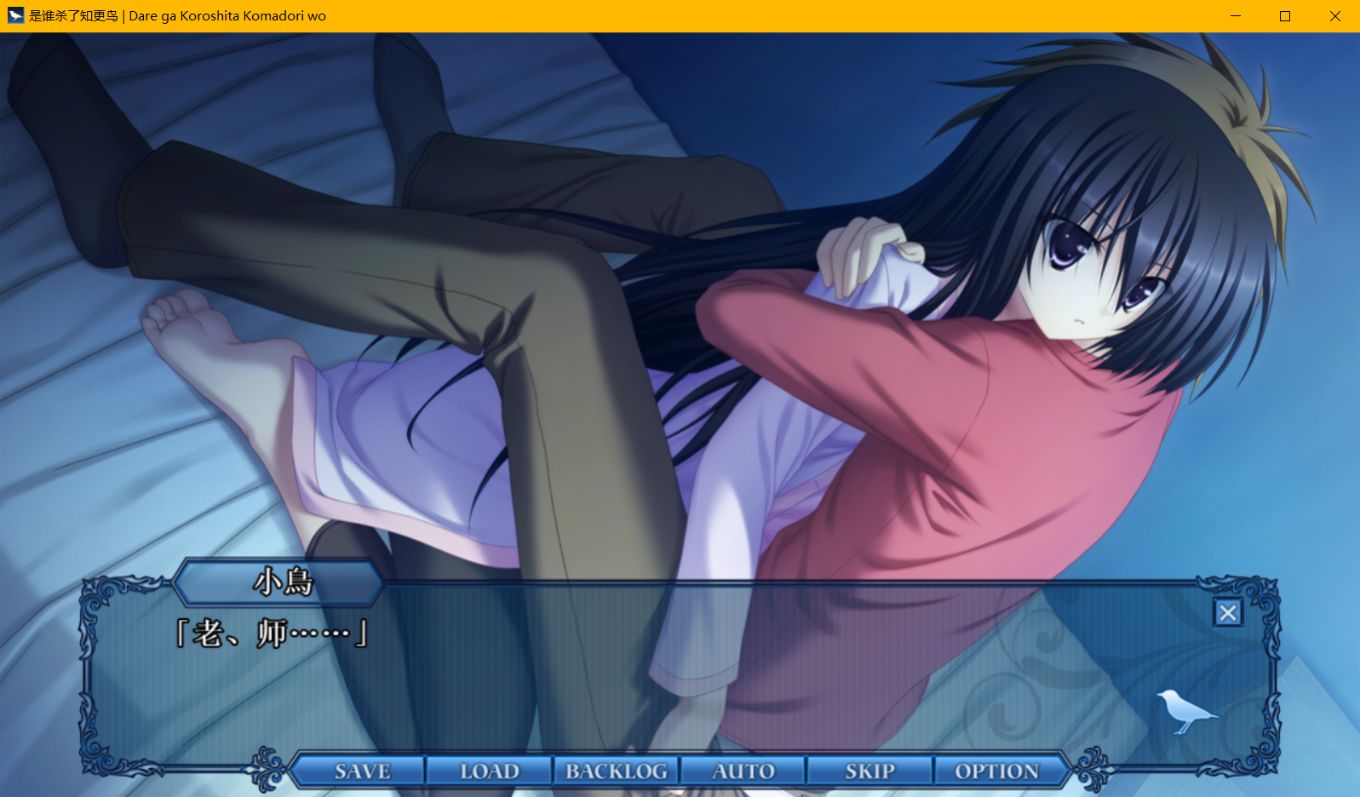 是谁杀了知更鸟 | Dare ga Koroshita Komadori wo
小鳥
「老、师……」
SAVE
LOAD
BACKLOG
AUTO
SKIP
OPTION